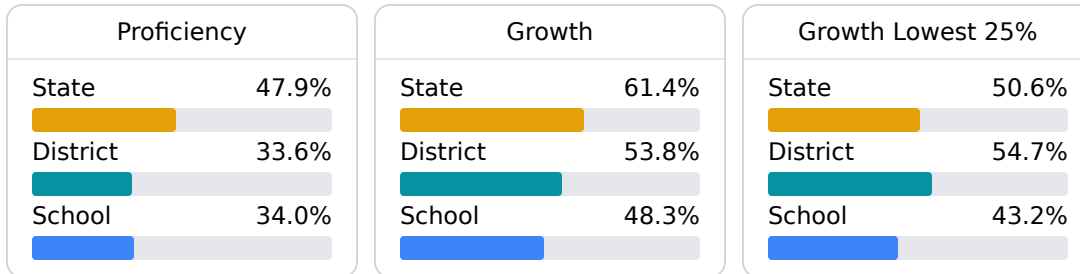 Proficiency
State 47.9%
District 33.6%
School 34.0%
Growth
State 61.4%
District 53.8%
School 48.3%
Growth Lowest 25%
State 50.6%
District 54.7%
School 43.2%